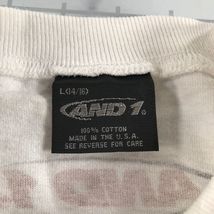 L(14/16)
AND 1
100% COTTON
MADE IN THE U.S.A.
SEE REVERSE FOR CARE